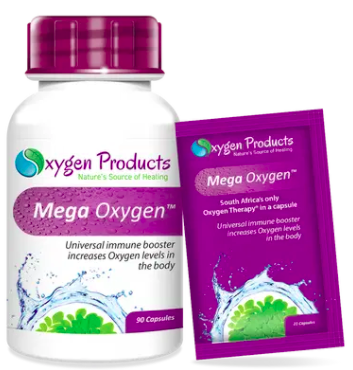 Oxygen Products
Nature's Source of Healing
Mega Oxygen™
Universal immune booster
increases Oxygen levels in
the body
90 Capsules
Oxygen Products
Nature's Source of Healing
Mega Oxygen™
South Africa's only
Oxygen Therapy® in a capsule
Universal immune booster
increases Oxygen levels in
the body